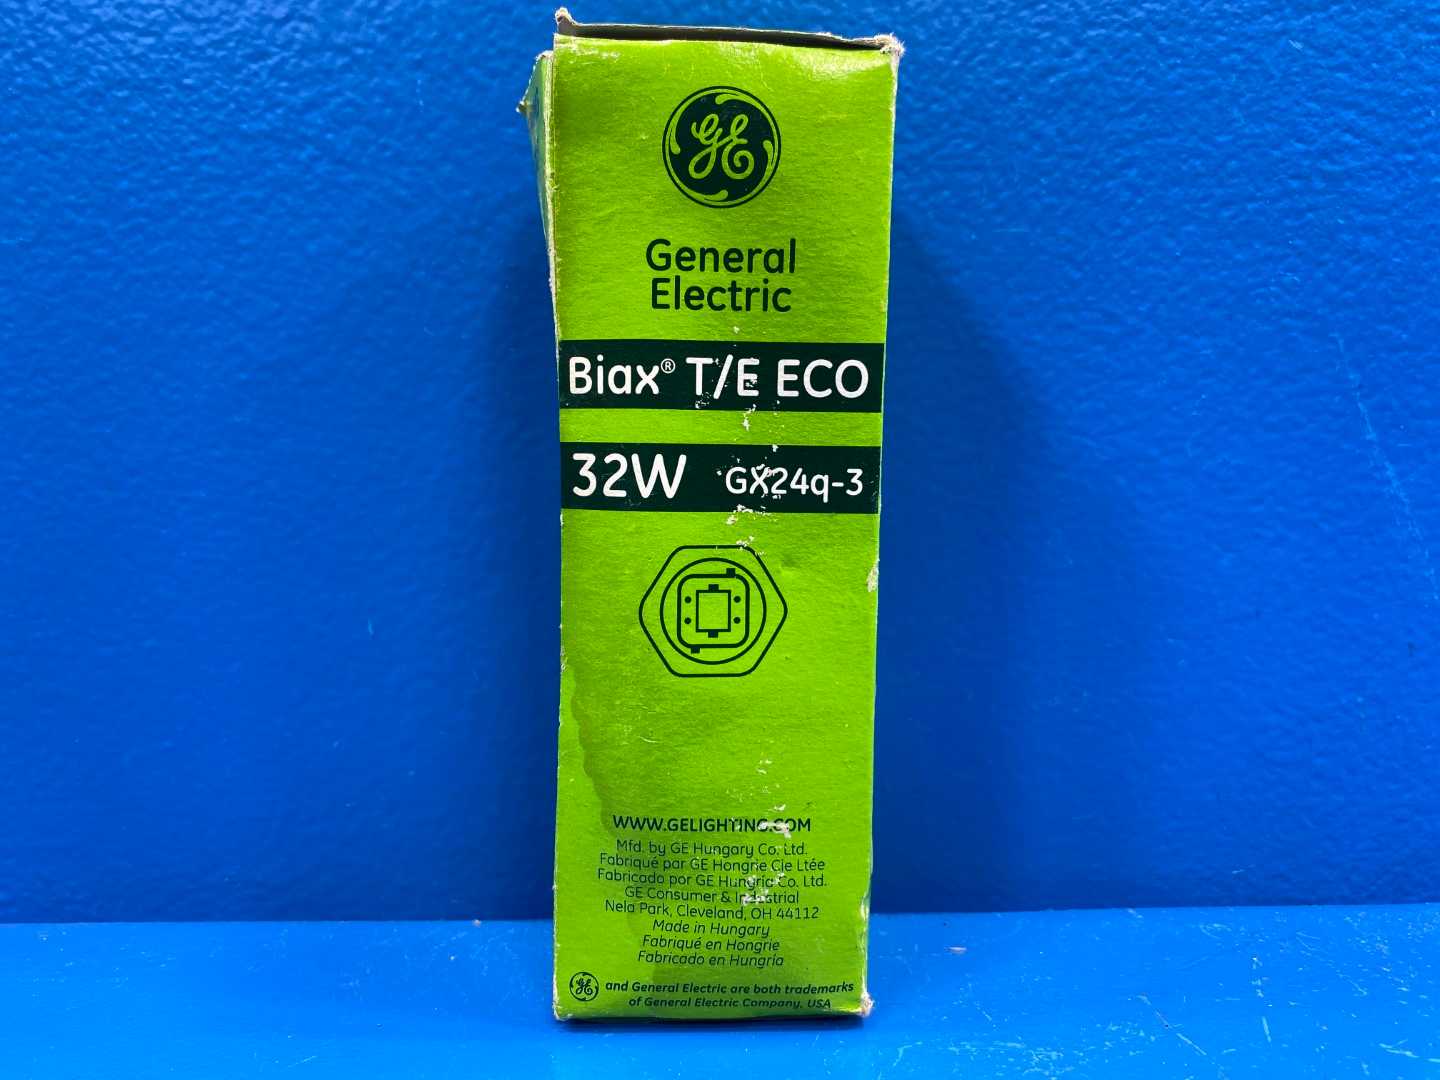 GE
General
Electric
Biax® T/E ECO
32W GX24q-3
WWW.GELIGHTING.COM
Mfd. by GE Hungary Co. Ltd.
Fabriqué par GE Hongrie Cie Ltée
Fabricado por GE Hungria Co. Ltd.
GE Consumer & Industrial
Nela Park, Cleveland, OH 44112
Made in Hungary
Fabriqué en Hongrie
Fabricado en Hungría
GE and General Electric are both trademarks
of General Electric Company, USA